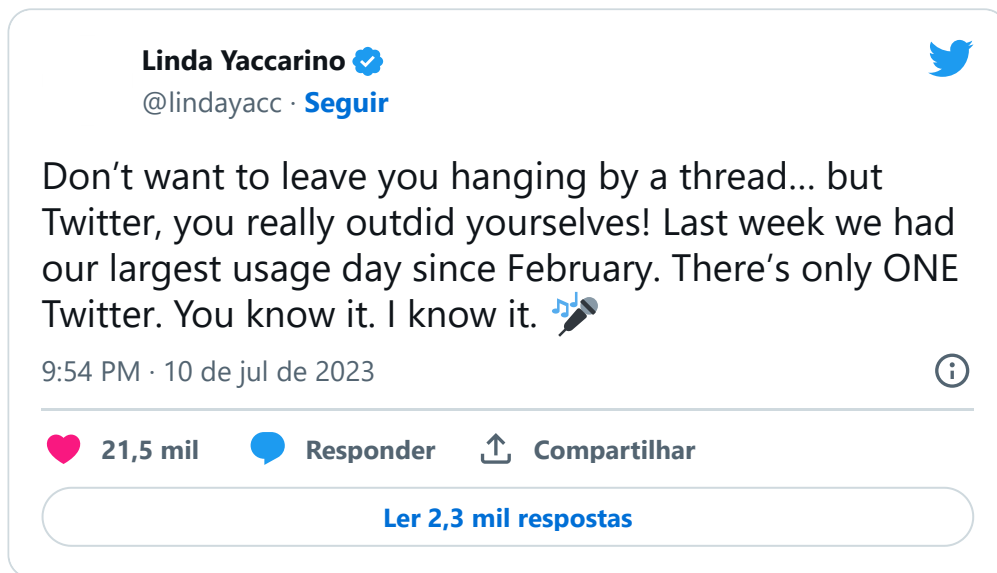 Linda Yaccarino
@lindayacc · Seguir
Don’t want to leave you hanging by a thread… but
Twitter, you really outdid yourselves! Last week we had
our largest usage day since February. There’s only ONE
Twitter. You know it. I know it. 🎤
9:54 PM · 10 de jul de 2023
21,5 mil Responder Compartilhar
Ler 2,3 mil respostas